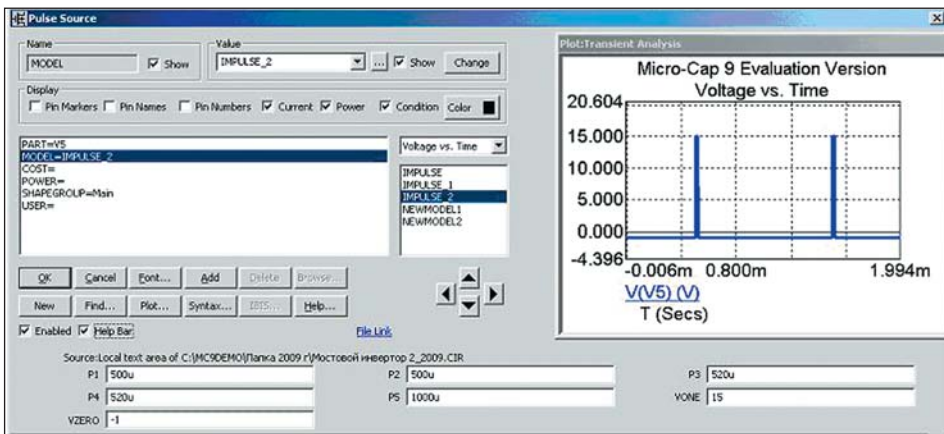 Pulse Source
Name
MODEL
Show
Value
IMPULSE_2
...
Show
Change
Display
Pin Markers Pin Names Pin Numbers Current Power Condition Color
PART=V5
MODEL=IMPULSE_2
COST=
POWER=
SHAPEGROUP=Main
USER=
Voltage vs. Time
IMPULSE
IMPULSE_1
IMPULSE_2
NEWMODEL1
NEWMODEL2
OK Cancel Font... Add Delete Browse...
New Find... Plot... Syntax... IBIS... Help...
Enabled Help Bar File Link
Plot:Transient Analysis
Micro-Cap 9 Evaluation Version
Voltage vs. Time
20.604
15.000
10.000
5.000
0.000
-4.396
-0.006m 0.800m 1.994m
V(V5) (V)
T (Secs)
Source:Local text area of C:\MC9DEMO\Папка 2009 г\Мостовой инвертор 2_2009.CIR
P1 500u P2 500u P3 520u
P4 520u P5 1000u VONE 15
VZERO -1